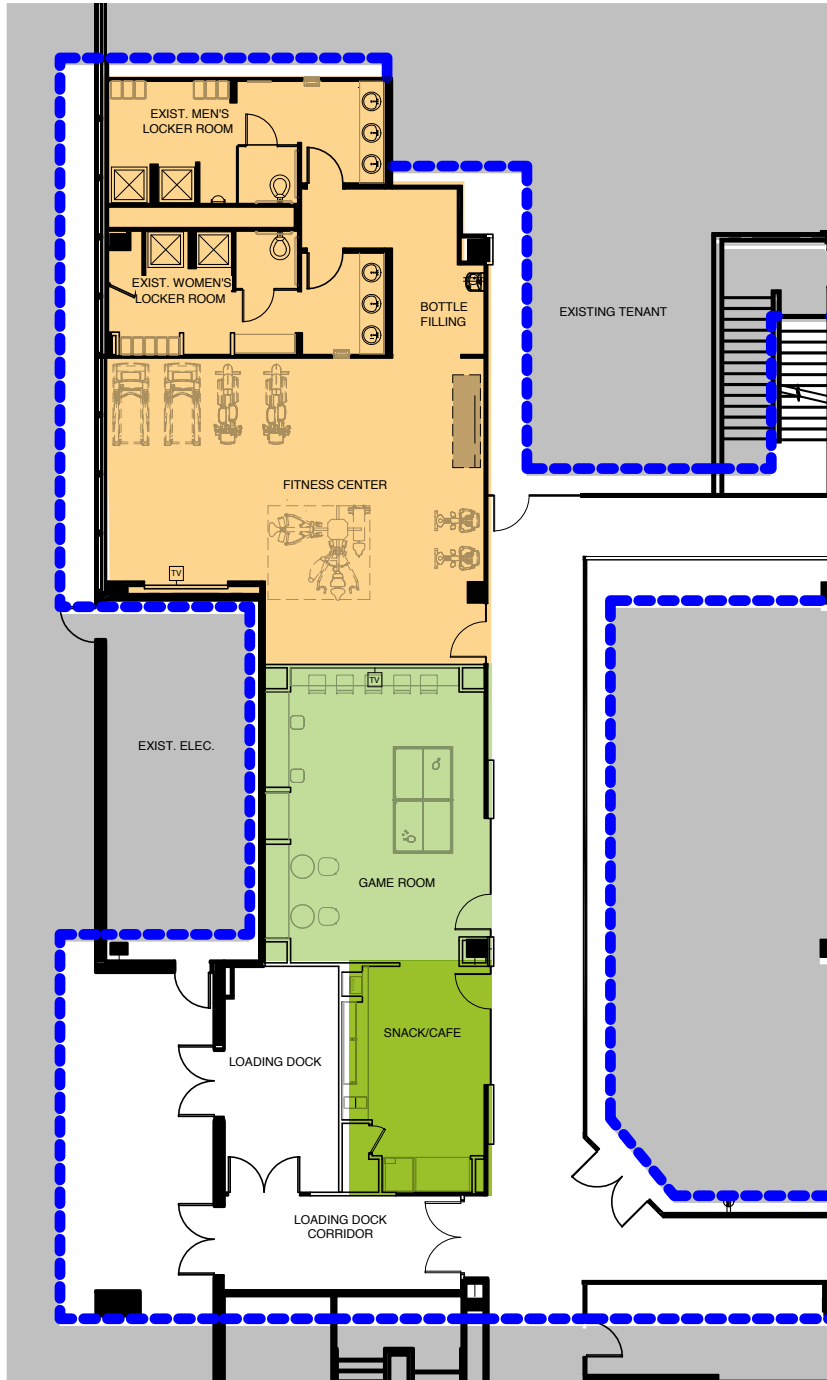 EXIST. MEN'S
LOCKER ROOM
EXIST. WOMEN'S
LOCKER ROOM
BOTTLE
FILLING
EXISTING TENANT
FITNESS CENTER
TV
TV
EXIST. ELEC.
GAME ROOM
SNACK/CAFE
LOADING DOCK
LOADING DOCK
CORRIDOR